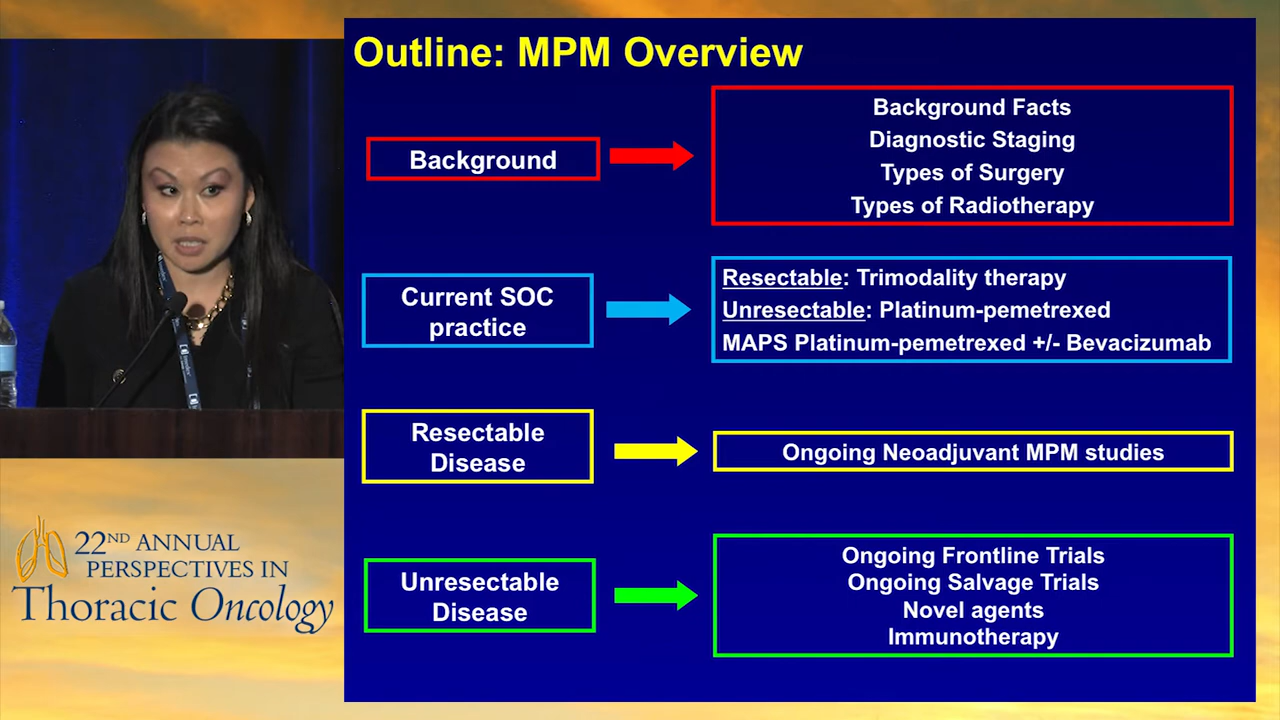 Outline: MPM Overview
Background
Background Facts
Diagnostic Staging
Types of Surgery
Types of Radiotherapy
Current SOC
practice
Resectable: Trimodality therapy
Unresectable: Platinum-pemetrexed
MAPS Platinum-pemetrexed +/- Bevacizumab
Resectable
Disease
Ongoing Neoadjuvant MPM studies
Unresectable
Disease
Ongoing Frontline Trials
Ongoing Salvage Trials
Novel agents
Immunotherapy
22ND ANNUAL
PERSPECTIVES IN
Thoracic Oncology